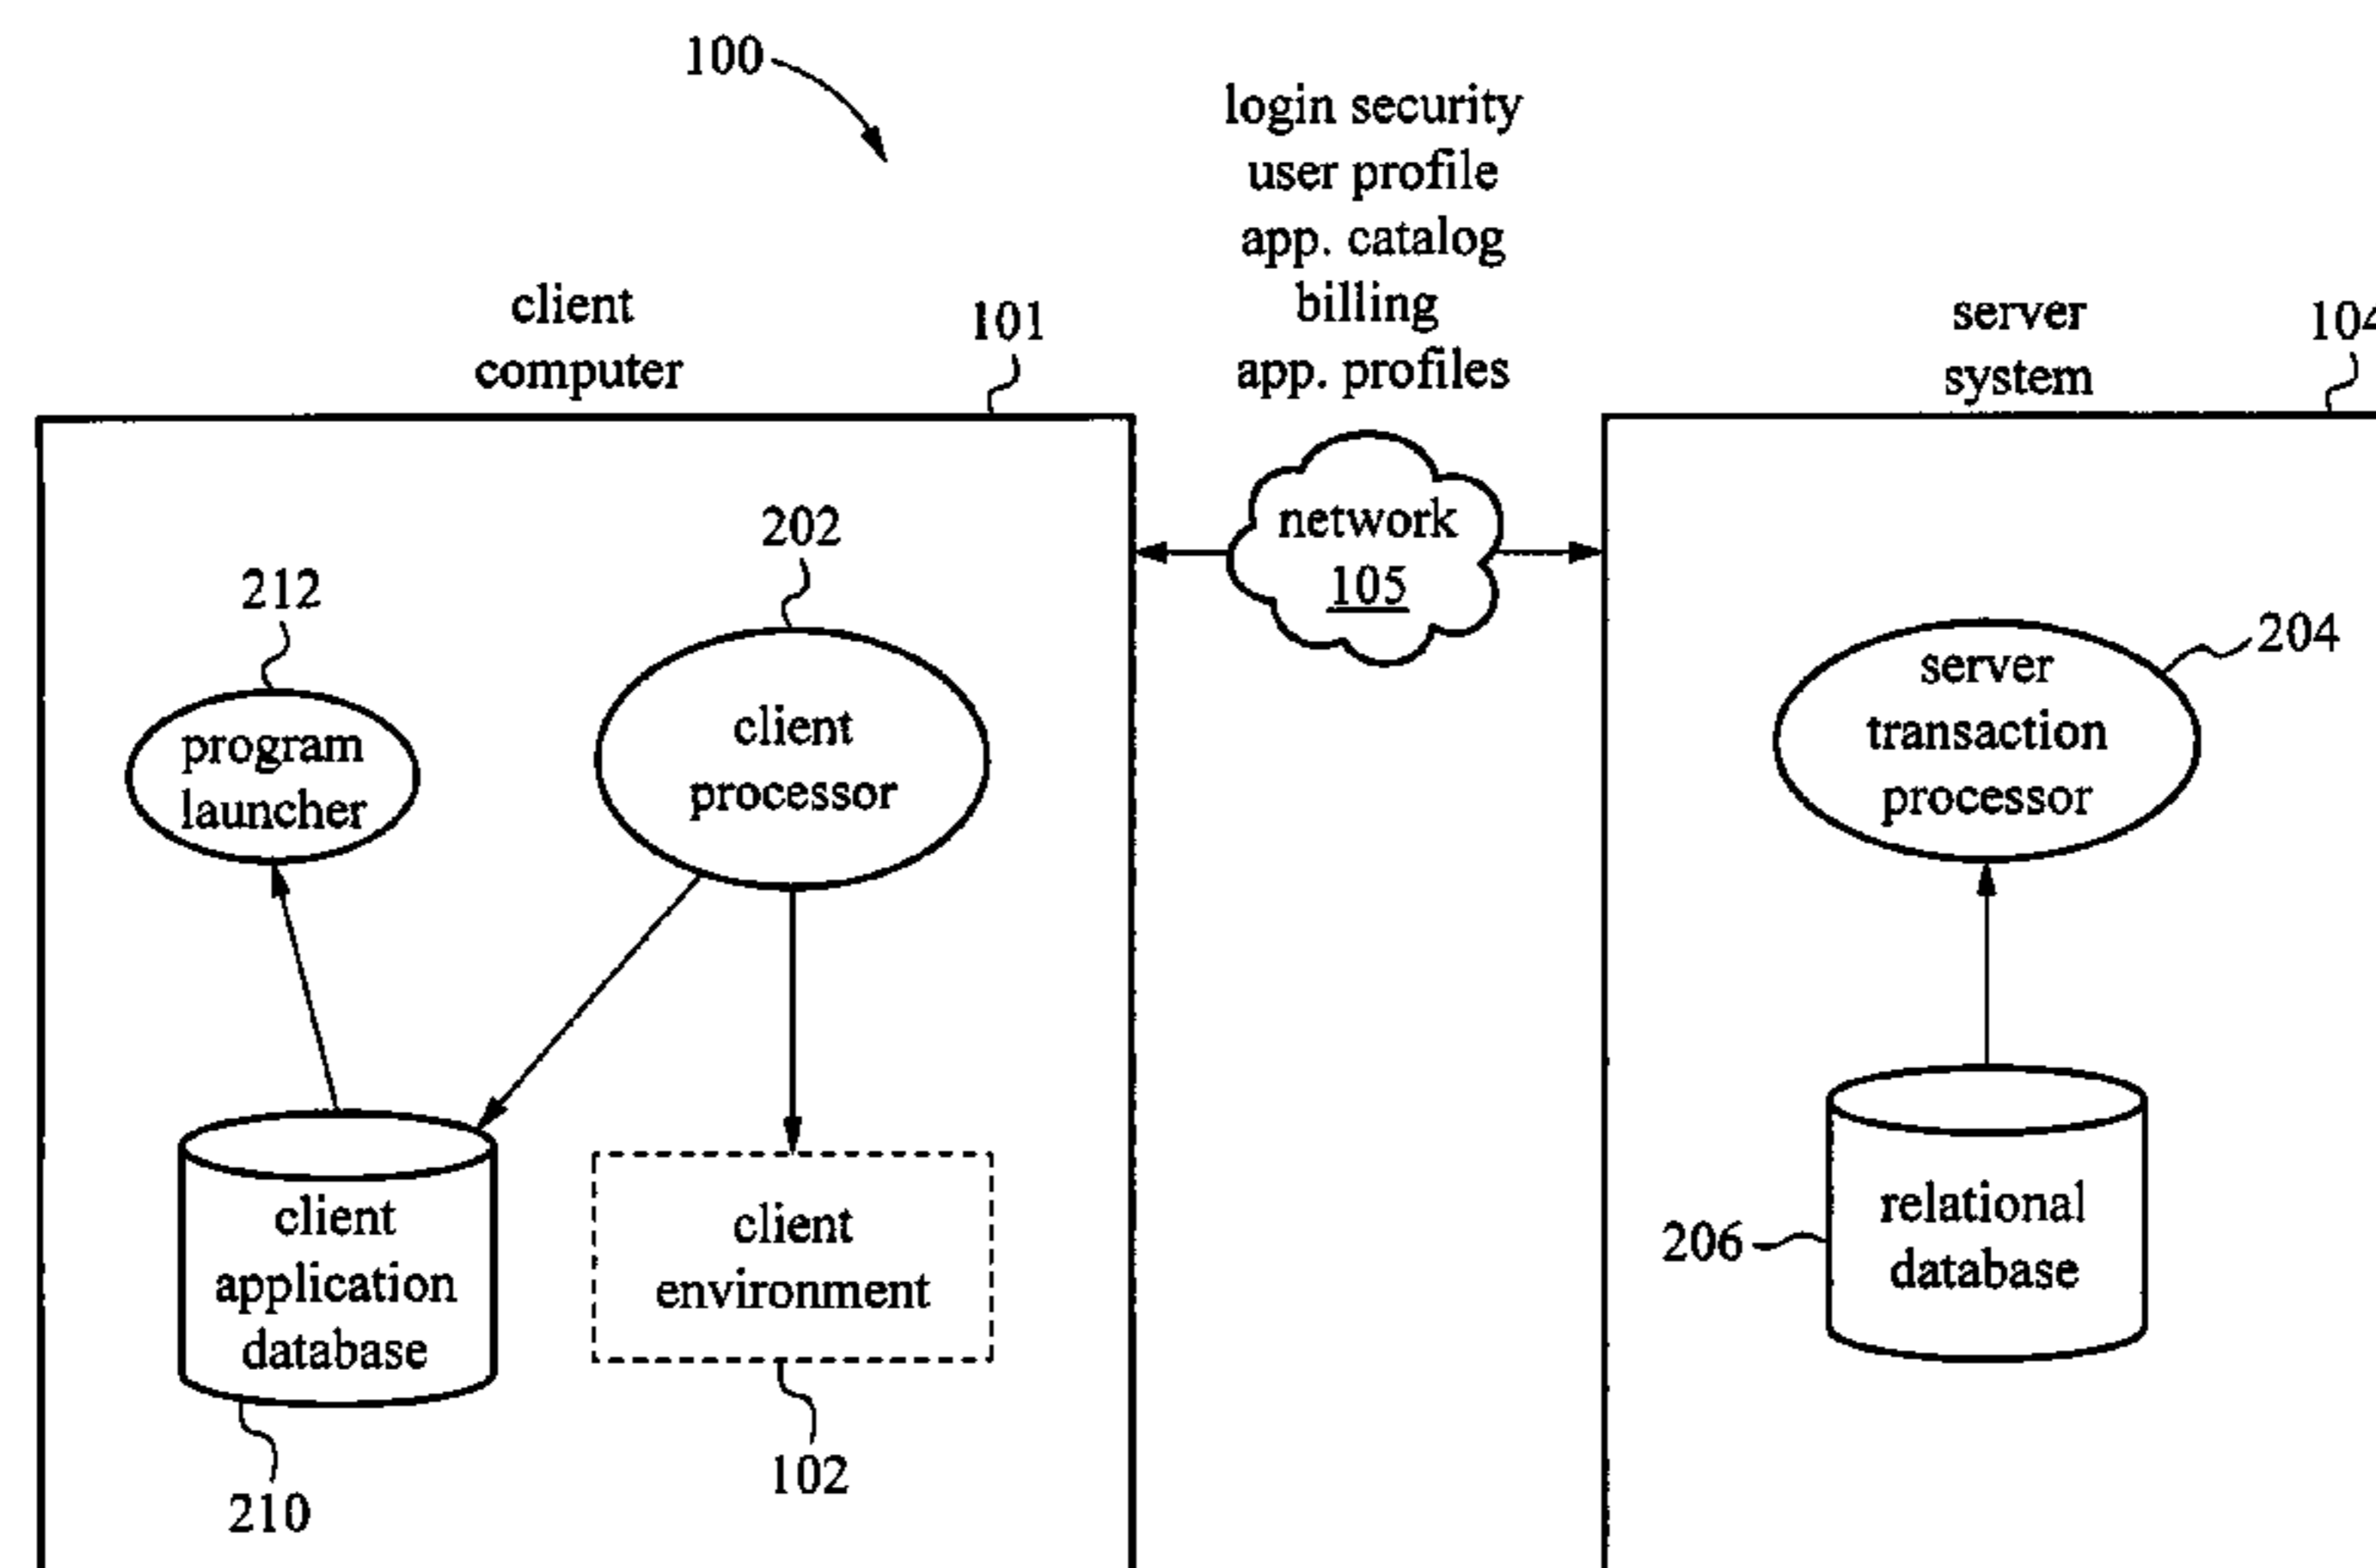 100
login security
user profile
app. catalog
billing
app. profiles
client
computer
101
server
system
104
network
105
202
client
processor
212
program
launcher
204
server
transaction
processor
client
application
database
210
client
environment
102
206
relational
database